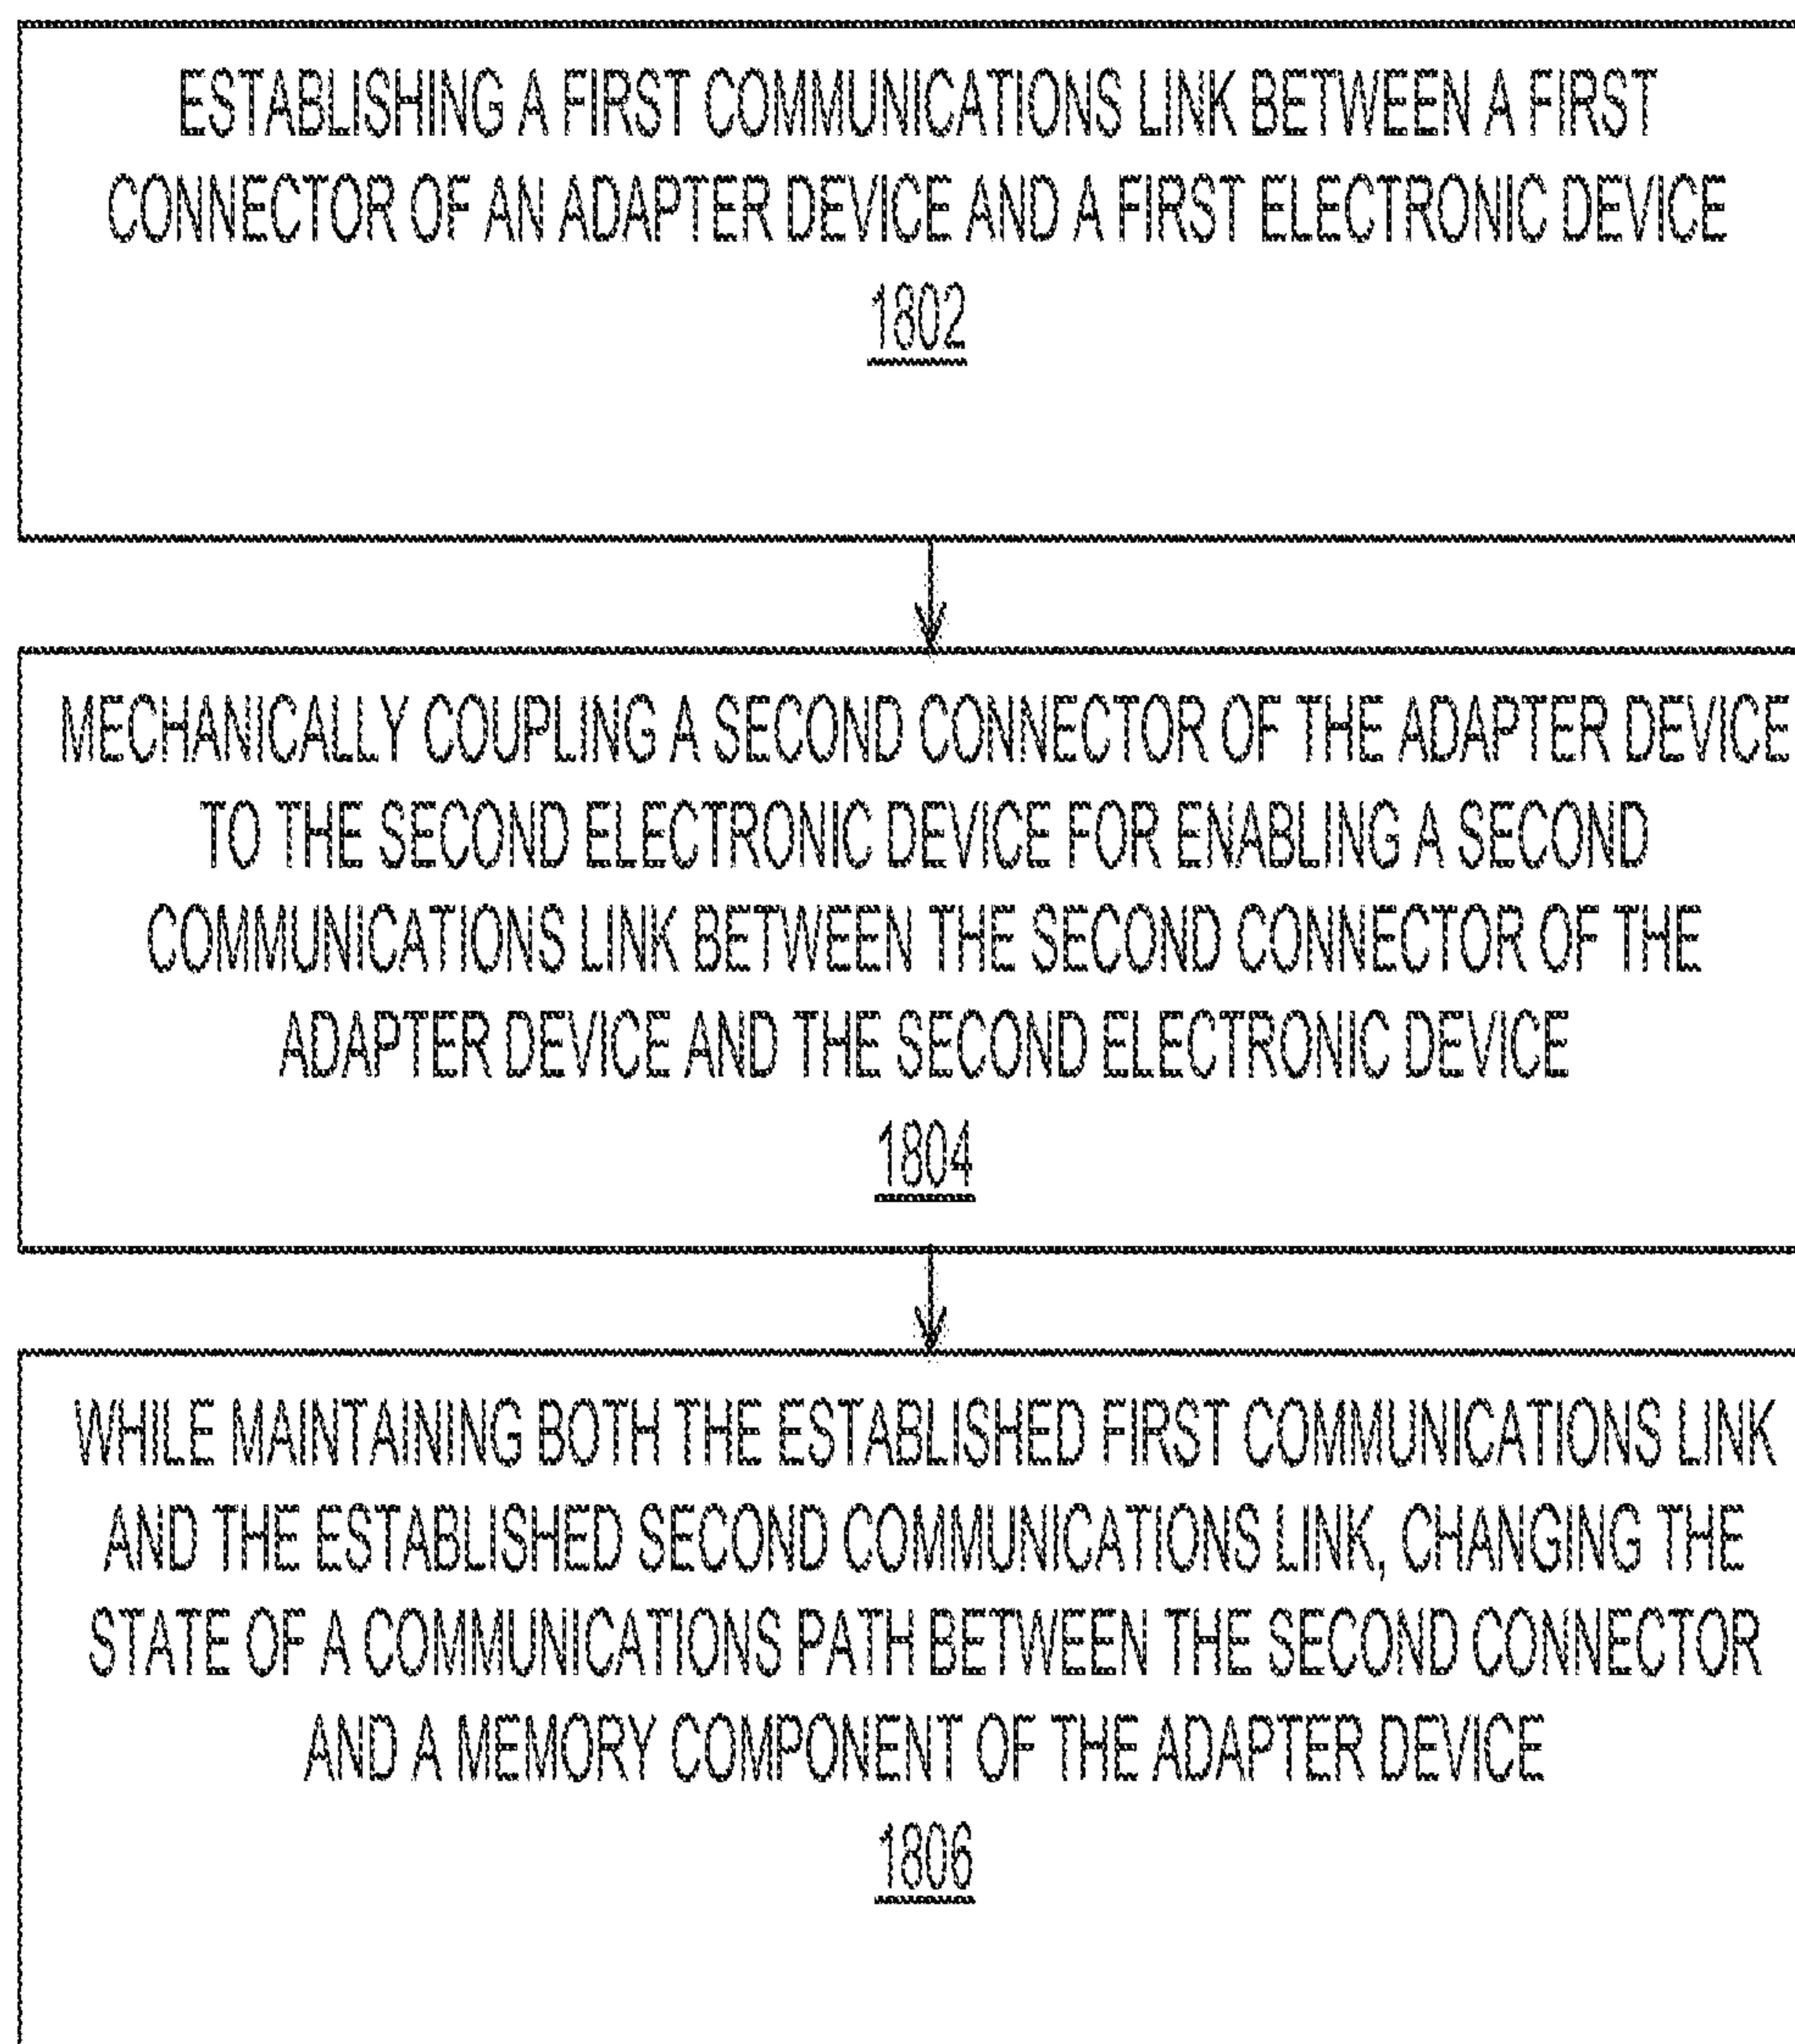 ESTABLISHING A FIRST COMMUNICATIONS LINK BETWEEN A FIRST
CONNECTOR OF AN ADAPTER DEVICE AND A FIRST ELECTRONIC DEVICE
1802
MECHANICALLY COUPLING A SECOND CONNECTOR OF THE ADAPTER DEVICE
TO THE SECOND ELECTRONIC DEVICE FOR ENABLING A SECOND
COMMUNICATIONS LINK BETWEEN THE SECOND CONNECTOR OF THE
ADAPTER DEVICE AND THE SECOND ELECTRONIC DEVICE
1804
WHILE MAINTAINING BOTH THE ESTABLISHED FIRST COMMUNICATIONS LINK
AND THE ESTABLISHED SECOND COMMUNICATIONS LINK, CHANGING THE
STATE OF A COMMUNICATIONS PATH BETWEEN THE SECOND CONNECTOR
AND A MEMORY COMPONENT OF THE ADAPTER DEVICE
1806